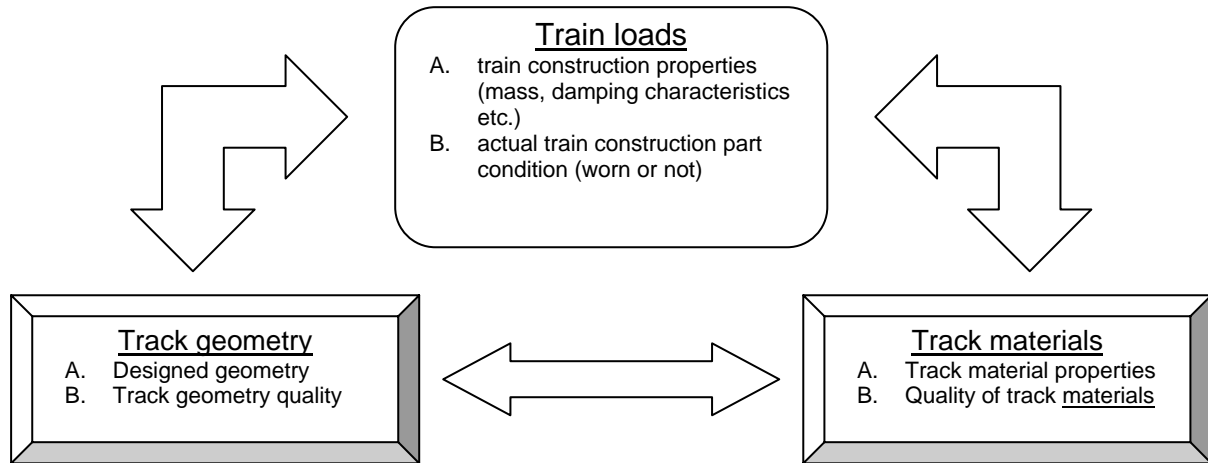 Train loads
A. train construction properties
(mass, damping characteristics
etc.)
B. actual train construction part
condition (worn or not)
Track geometry
A. Designed geometry
B. Track geometry quality
Track materials
A. Track material properties
B. Quality of track materials